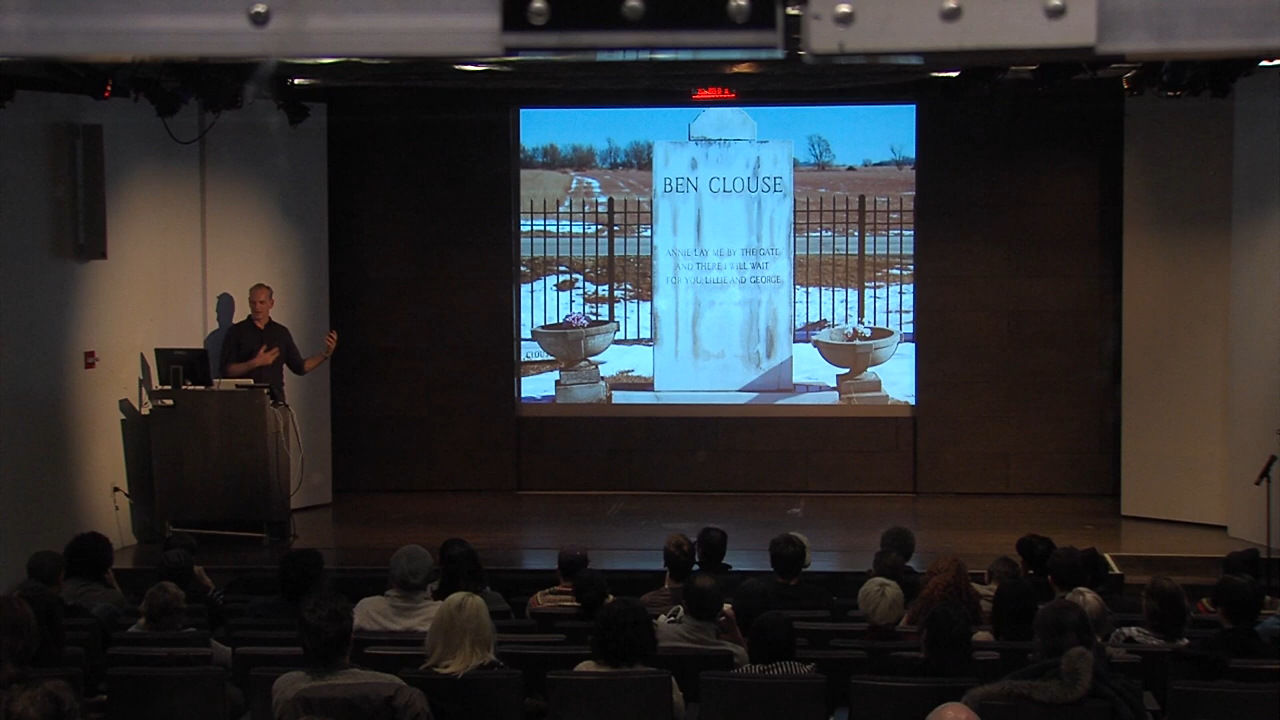 BEN CLOUSE
ANNIE LAY ME BY THE GATE
AND THERE I WILL WAIT
FOR YOU, LILLIE AND GEORGE